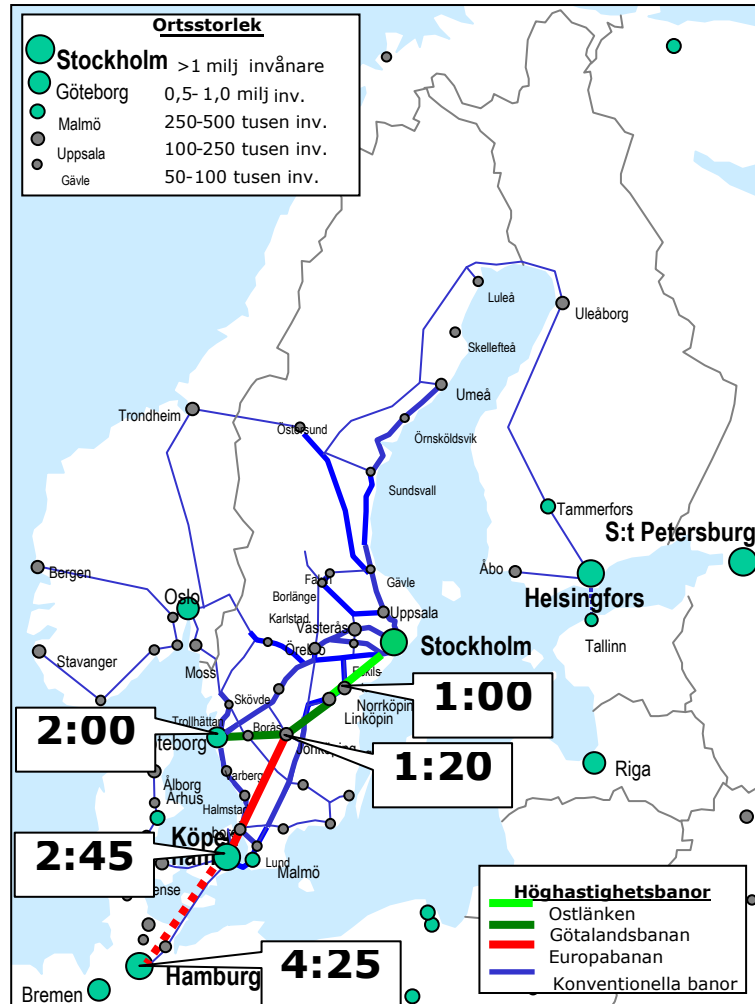 Ortsstorlek
Stockholm >1 milj invånare
Göteborg 0,5- 1,0 milj inv.
Malmö 250-500 tusen inv.
Uppsala 100-250 tusen inv.
Gävle 50-100 tusen inv.
Luleå
Uleåborg
Skellefteå
Umeå
Trondheim
Östersund
Örnsköldsvik
Sundsvall
Tammerfors
S:t Petersburg
Bergen
Åbo
Gävle
Borlänge
Oslo
Helsingfors
Uppsala
Karlstad
Västerås
Tallinn
Örebro
Stockholm
Stavanger
Moss
1:00
Skövde
Norrköpin
Linköpin
2:00
Trollhättan
Borås
1:20
Varberg
Riga
Ålborg
Århus
Halmstad
2:45
Lund
Malmö
Höghastighetsbanor
Ostlänken
Götalandsbanan
Europabanan
Konventionella banor
4:25
Hamburg
Bremen